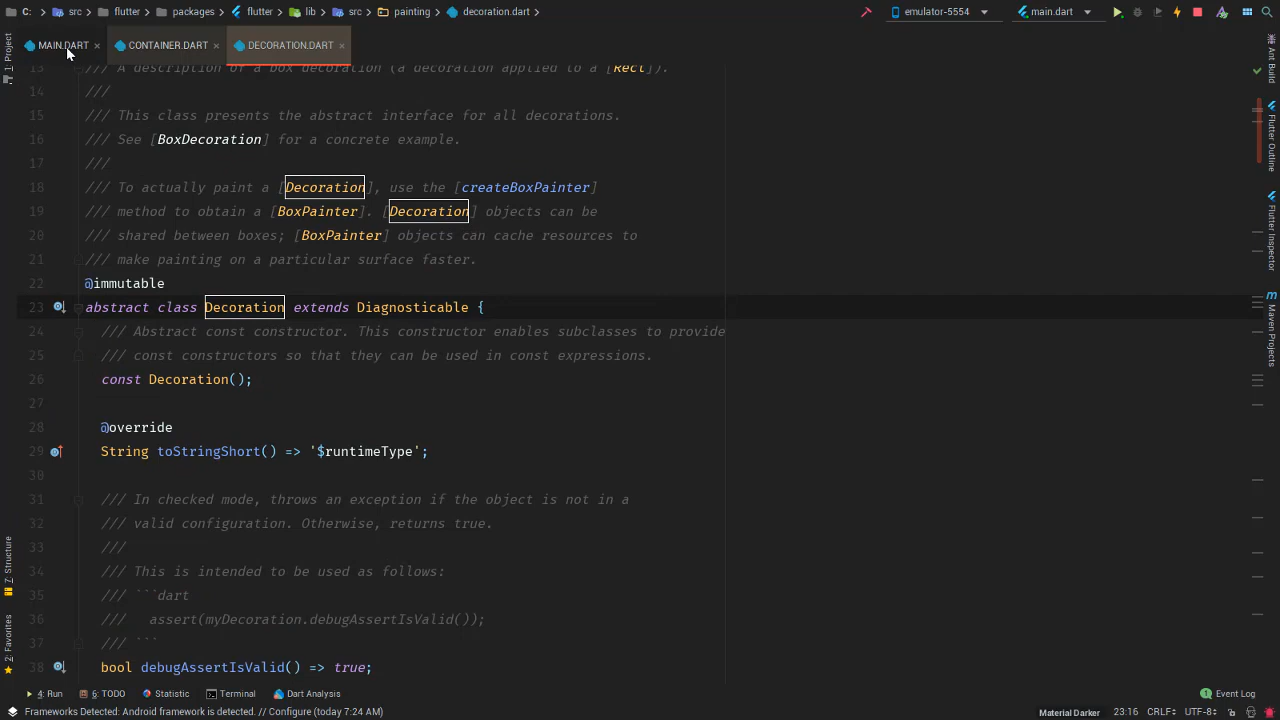 C: src flutter packages flutter lib src painting decoration.dart emulator-5554 main.dart
MAIN.DART × CONTAINER.DART × DECORATION.DART ×
1: Project
13 /// A description of a box decoration (a decoration applied to a [Rect]).
14 ///
15 /// This class presents the abstract interface for all decorations.
16 /// See [BoxDecoration] for a concrete example.
17 ///
18 /// To actually paint a [Decoration], use the [createBoxPainter]
19 /// method to obtain a [BoxPainter]. [Decoration] objects can be
20 /// shared between boxes; [BoxPainter] objects can cache resources to
21 /// make painting on a particular surface faster.
22 @immutable
23 abstract class Decoration extends Diagnosticable {
24 /// Abstract const constructor. This constructor enables subclasses to provide
25 /// const constructors so that they can be used in const expressions.
26 const Decoration();
27
28 @override
29 String toStringShort() => '$runtimeType';
30
31 /// In checked mode, throws an exception if the object is not in a
32 /// valid configuration. Otherwise, returns true.
33 ///
34 /// This is intended to be used as follows:
35 /// ```dart
36 /// assert(myDecoration.debugAssertIsValid());
37 /// ```
38 bool debugAssertIsValid() => true;
7: Structure
2: Favorites
Ant Build
Flutter Outline
Flutter Inspector
Maven Projects
4: Run 6: TODO Statistic Terminal Dart Analysis Event Log
Frameworks Detected: Android framework is detected. // Configure (today 7:24 AM) Material Darker 23:16 CRLF UTF-8